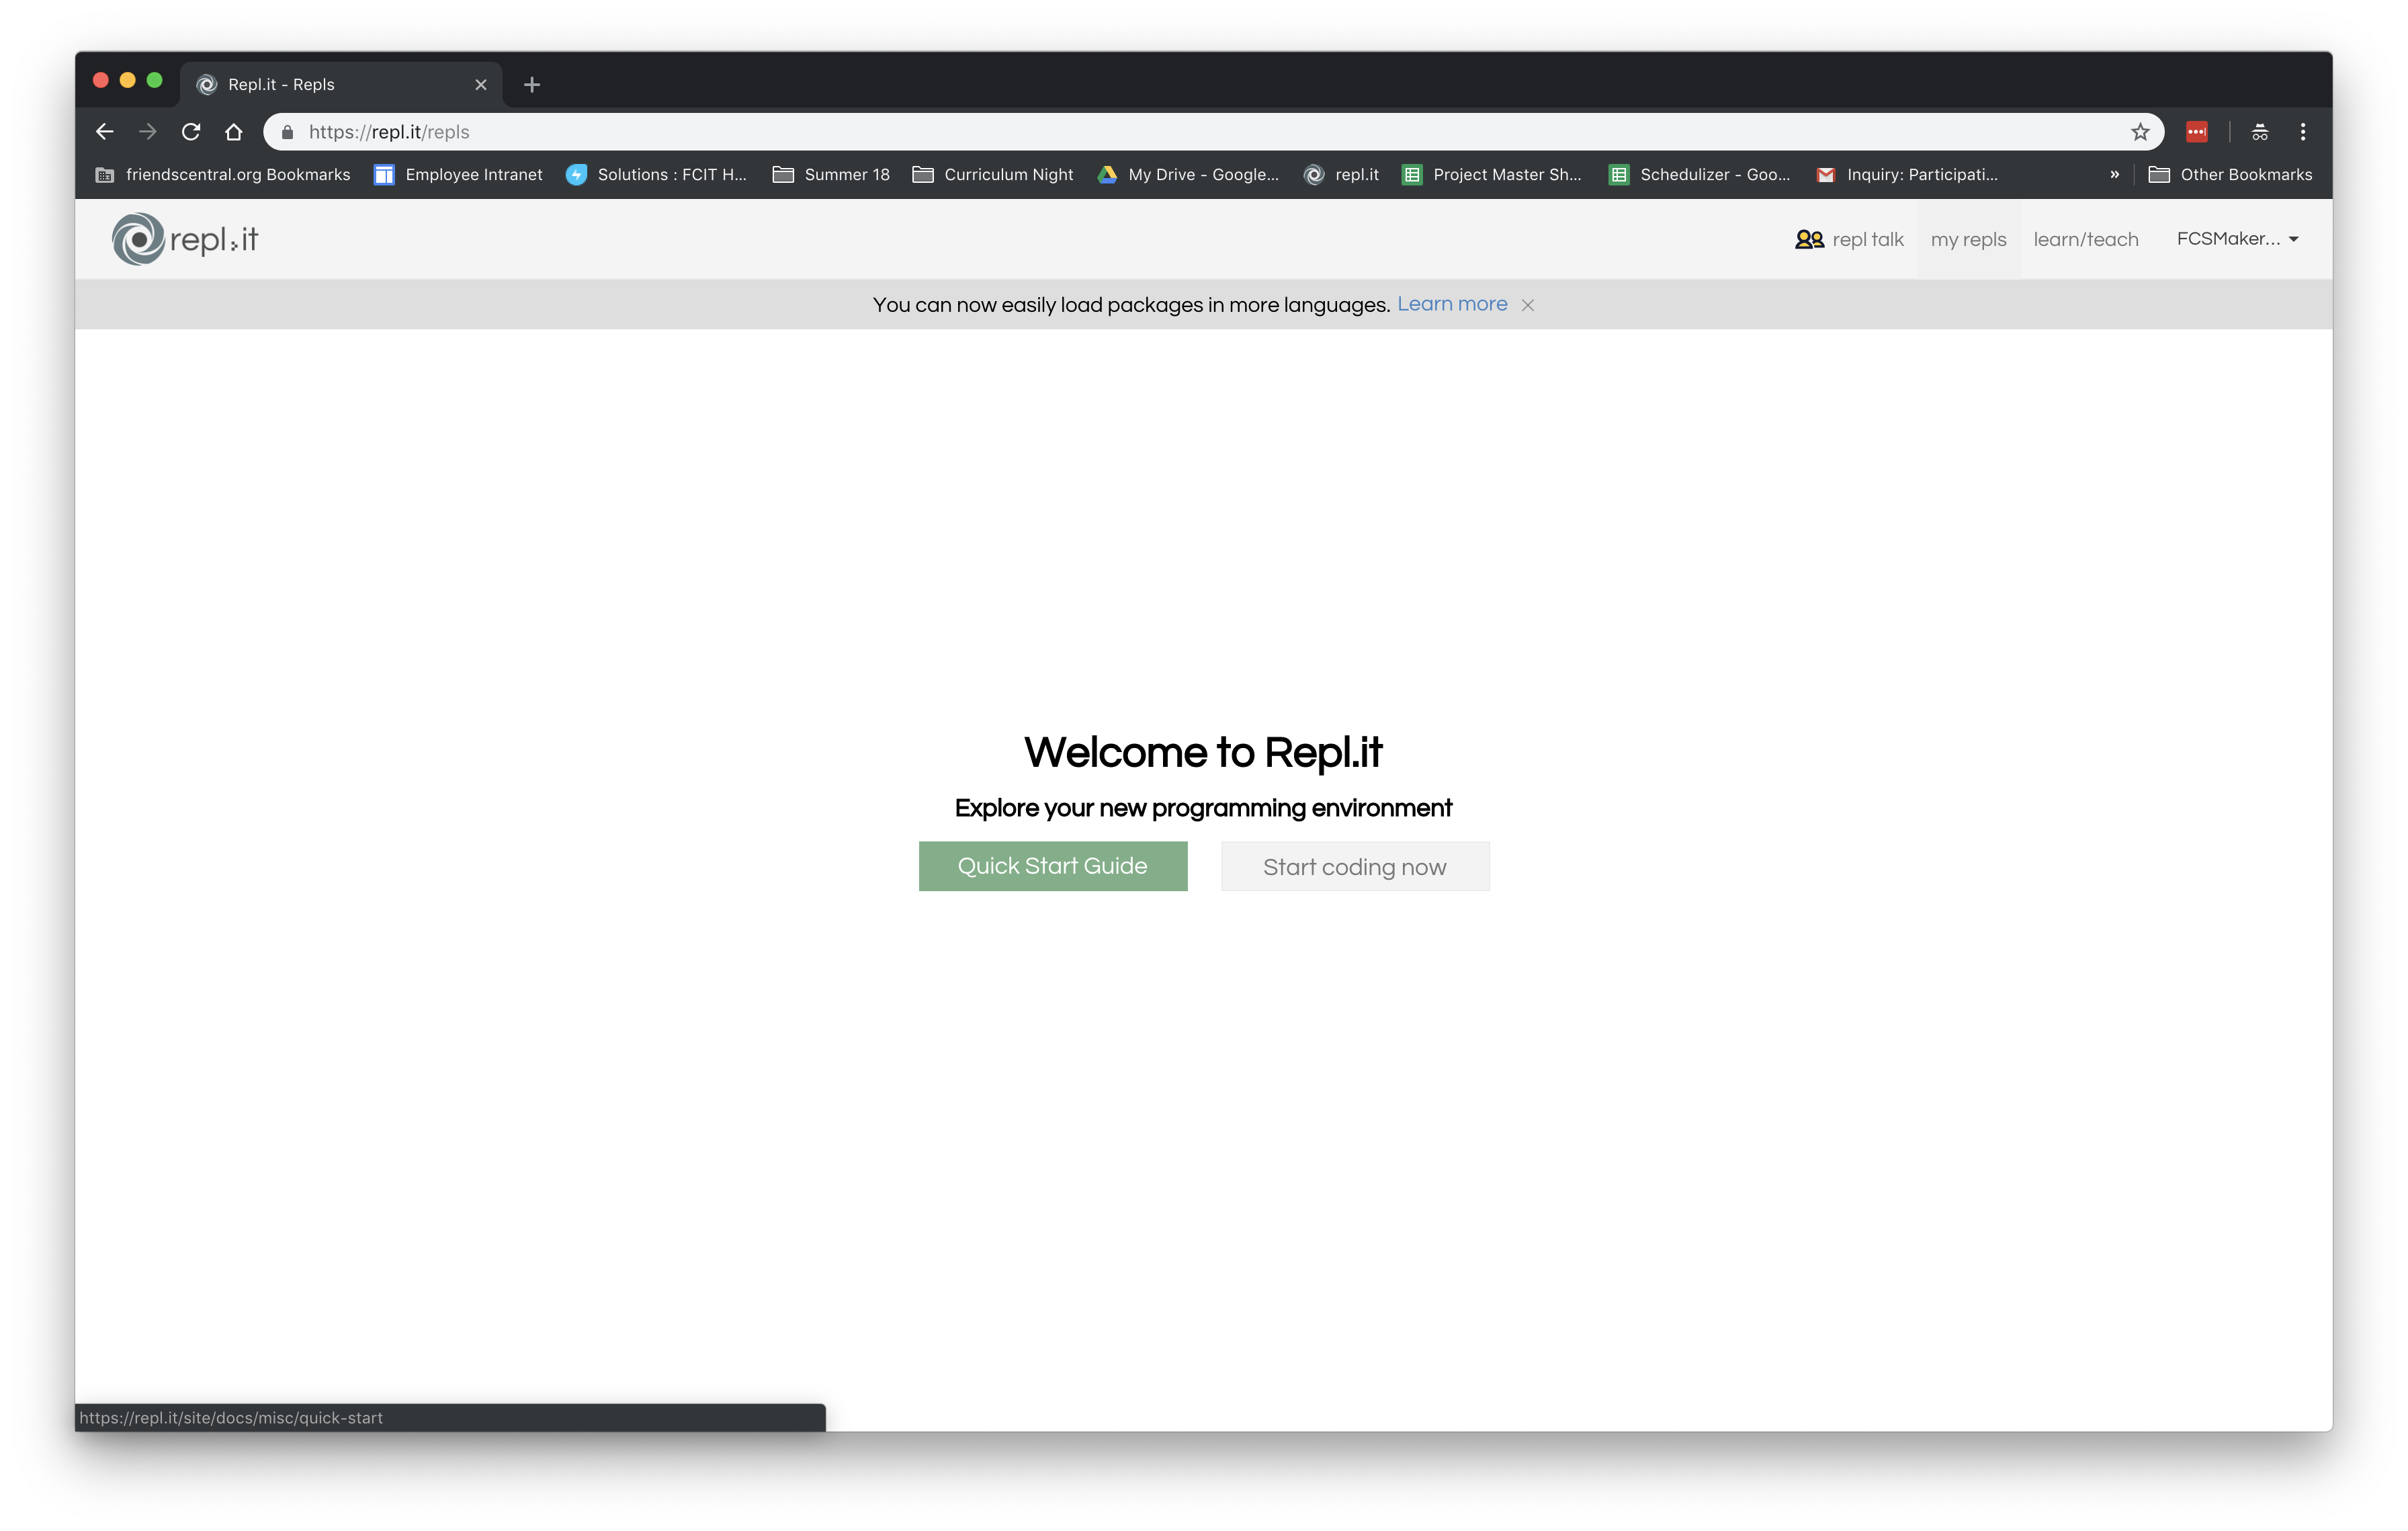 Repl.it - Repls
https://repl.it/repls
friendscentral.org Bookmarks Employee Intranet Solutions : FCIT H... Summer 18 Curriculum Night My Drive - Google... repl.it Project Master Sh... Schedulizer - Goo... Inquiry: Participati... » Other Bookmarks
repl.it repl talk my repls learn/teach FCSMaker...
You can now easily load packages in more languages. Learn more
Welcome to Repl.it
Explore your new programming environment
Quick Start Guide Start coding now
https://repl.it/site/docs/misc/quick-start